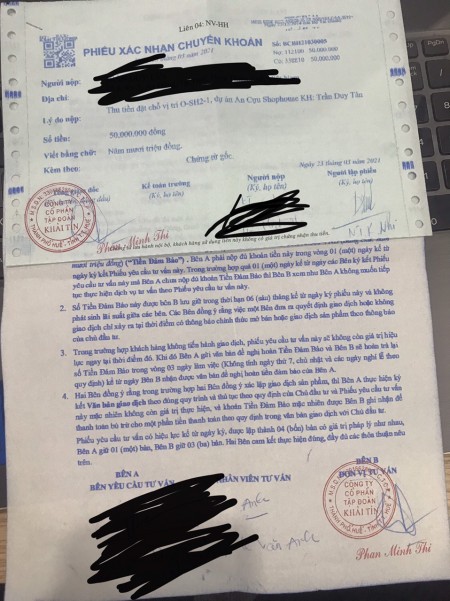 Liên 04: NV-HH
PHIẾU XÁC NHẬN CHUYỂN KHOẢN
Nợ: 112100 50.000.000
50.000.000
Người nộp:
Địa chỉ:
Thu tiền đặt chỗ vị trí O-SH2-1, dự án An Cựu Shophouse KH: Trần Duy Tân
Lý do nộp:
Số tiền: 50.000.000 đồng
Viết bằng chữ: Năm mươi triệu đồng.
Kèm theo: Chứng từ gốc.
Ngày 23 tháng 03 năm 2021
đốc Kế toán trưởng Người nộp Người lập phiếu
(Ký, họ tên) (Ký, họ tên) (Ký, họ tên)
CÔNG TY
CỔ PHẦN
TẬP ĐOÀN
KHẢI TÍN
THÀNH PHỐ HUẾ
Phan Minh Thi
mươi triệu đồng) ("Tiền Đảm Bảo"). Bên A phải nộp đủ khoản tiền này trong vòng 01 (một) ngày kể từ
ngày ký kết Phiếu yêu cầu tư vấn này. Trong trường hợp quá 01 (một) ngày kể từ ngày các Bên ký kết Phiếu
yêu cầu tư vấn này mà Bên A chưa nộp đủ khoản Tiền Đảm Bảo thì Bên B xem như Bên A không muốn tiếp
tục thực hiện dịch vụ tư vấn theo Phiếu yêu cầu tư vấn này.
2. Số Tiền Đảm Bảo này được bên B lưu giữ trong thời hạn 06 (sáu) tháng kể từ ngày ký phiếu này và không
phát sinh lãi suất giữa các bên. Các Bên đồng ý rằng việc một Bên đưa ra quyết định giao dịch hoặc không
giao dịch chỉ xảy ra tại thời điểm có thông báo chính thức mở bán hoặc giao dịch sản phẩm theo thông báo
của chủ đầu tư.
3. Trong trường hợp khách hàng không tiến hành giao dịch, phiếu yêu cầu tư vấn này sẽ không còn giá trị hiệu
lực ngay tại thời điểm đó. Khi đó Bên A gửi văn bản đề nghị hoàn Tiền Đảm Bảo và Bên B sẽ hoàn trả lại
số Tiền Đảm Bảo trong vòng 03 ngày làm việc (Không tính ngày thứ 7, chủ nhật và các ngày nghỉ lễ theo
quy định) kể từ ngày Bên B nhận được văn bản đề nghị hoàn tiền đảm bảo của Bên A.
4. Hai Bên đồng ý rằng trong trường hợp hai Bên ý xác lập giao dịch sản phẩm, thì Bên A thực hiện ký
kết Văn bản giao dịch theo đúng quy trình và thủ tục theo quy định của Chủ đầu tư và Phiếu yêu cầu tư vấn
này mặc nhiên không còn giá trị thực hiện, và khoản Tiền Đảm Bảo mặc nhiên được Bên B ghi nhận để
thanh toán bù trừ cho một phần tiền thanh toán theo quy định trong văn bản giao dịch với Chủ đầu tư.
Phiếu yêu cầu tư vấn có hiệu lực kể từ ngày ký, được lập thành 04 (bốn) bản có giá trị pháp lý như nhau,
Bên A giữ 01 (một) bản, Bên B giữ 03 (ba) bản. Hai Bên cam kết thực hiện đúng, đầy đủ các thỏa thuận nêu
trên.
BÊN A BÊN B
BÊN YÊU CẦU TƯ VẤN NHÂN VIÊN TƯ VẤN ĐƠN VỊ TƯ VẤN
CÔNG TY
CỔ PHẦN
TẬP ĐOÀN
KHẢI TÍN
Phan Minh Thi